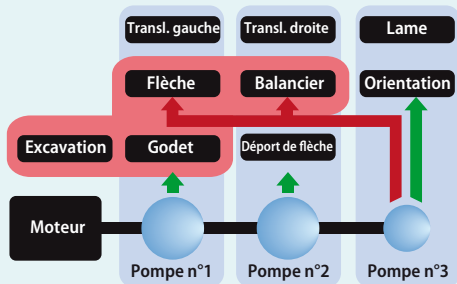 Transl. gauche
Transl. droite
Lame
Flèche
Balancier
Orientation
Excavation
Godet
Déport de flèche
Moteur
Pompe n°1
Pompe n°2
Pompe n°3